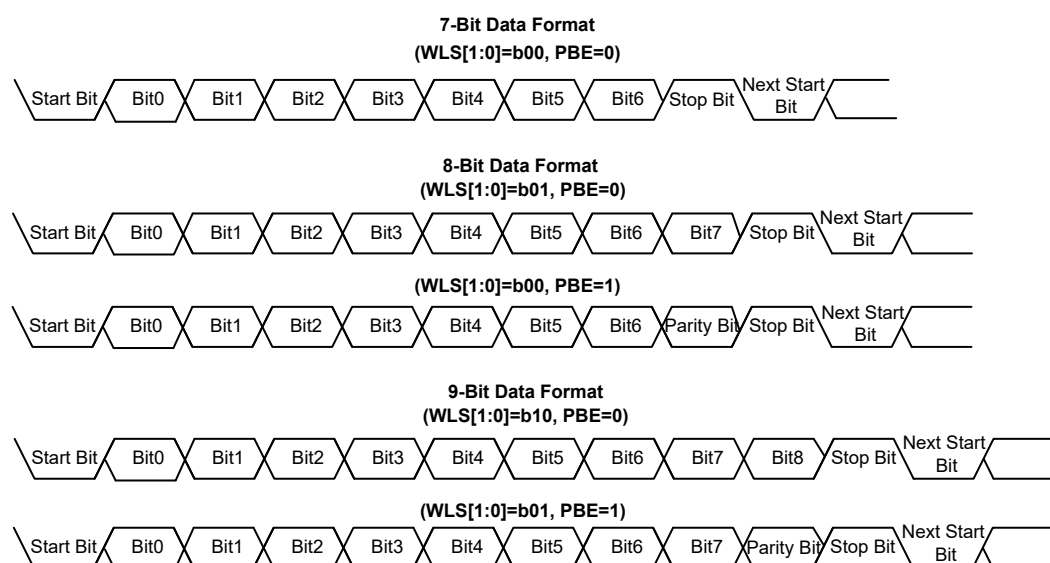 7-Bit Data Format
(WLS[1:0]=b00, PBE=0)
Start Bit Bit0 Bit1 Bit2 Bit3 Bit4 Bit5 Bit6 Stop Bit Next Start Bit
8-Bit Data Format
(WLS[1:0]=b01, PBE=0)
Start Bit Bit0 Bit1 Bit2 Bit3 Bit4 Bit5 Bit6 Bit7 Stop Bit Next Start Bit
(WLS[1:0]=b00, PBE=1)
Start Bit Bit0 Bit1 Bit2 Bit3 Bit4 Bit5 Bit6 Parity Bit Stop Bit Next Start Bit
9-Bit Data Format
(WLS[1:0]=b10, PBE=0)
Start Bit Bit0 Bit1 Bit2 Bit3 Bit4 Bit5 Bit6 Bit7 Bit8 Stop Bit Next Start Bit
(WLS[1:0]=b01, PBE=1)
Start Bit Bit0 Bit1 Bit2 Bit3 Bit4 Bit5 Bit6 Bit7 Parity Bit Stop Bit Next Start Bit